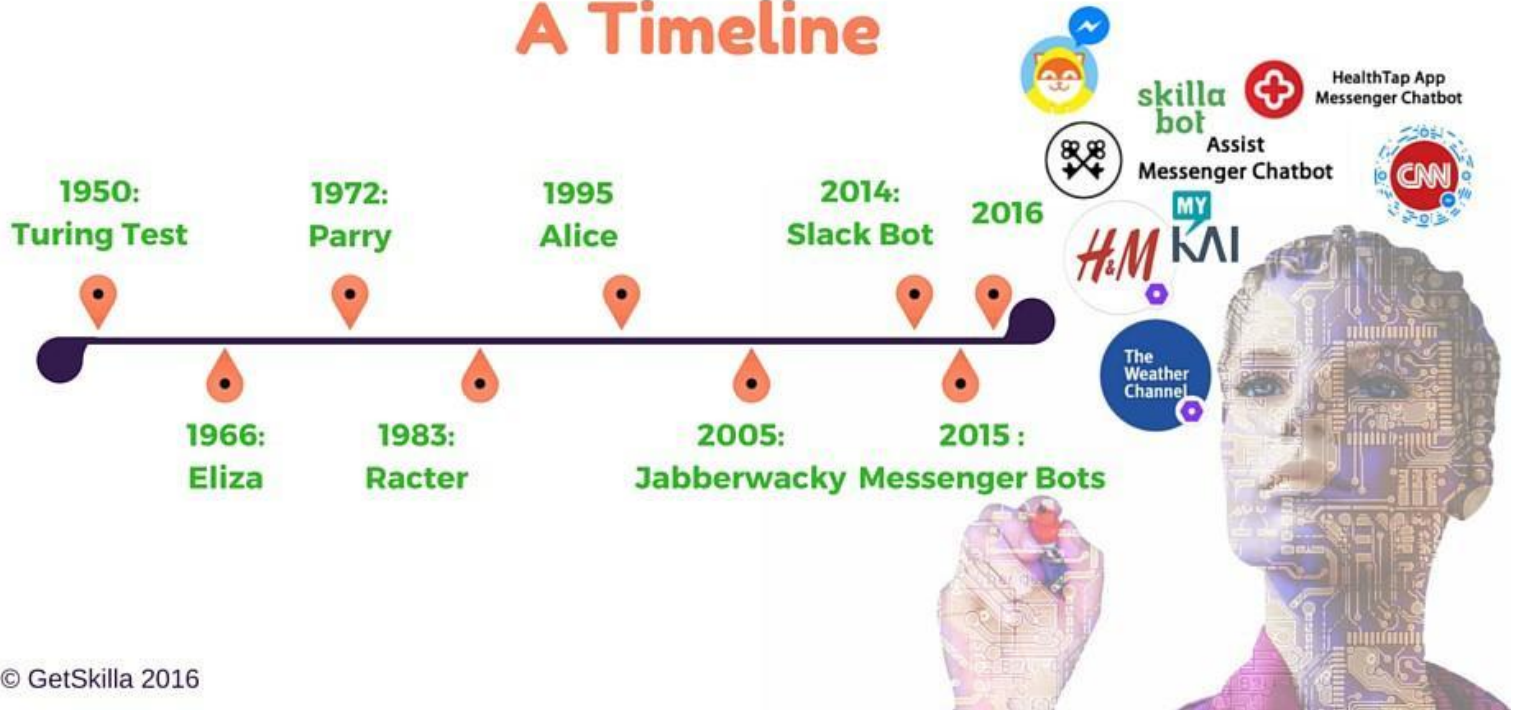 A Timeline
1950:
Turing Test
1972:
Parry
1995
Alice
2014:
Slack Bot
2016
1966:
Eliza
1983:
Racter
2005:
Jabberwacky
2015 :
Messenger Bots
skilla
bot
HealthTap App
Messenger Chatbot
Assist
Messenger Chatbot
CNN
MY
KAI
H&M
The
Weather
Channel
© GetSkilla 2016